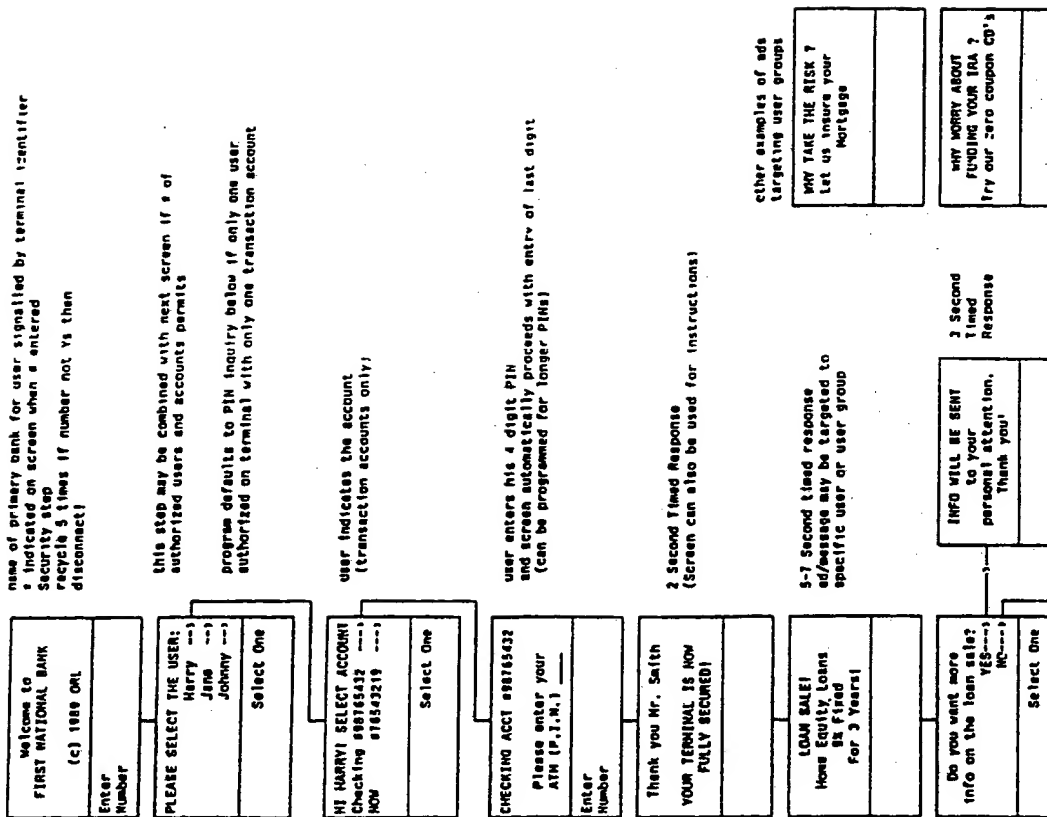 Welcome to
FIRST NATIONAL BANK
(c) 1989 ORL
Enter
Number
name of primary bank for user signalled by terminal identifier
# indicated on screen when # entered
Security step
recycle 5 times if number not Ys then
disconnect!
PLEASE SELECT THE USER:
Harry --->
Jane --->
Johnny --->
Select One
this step may be combined with next screen if # of
authorized users and accounts permits
program defaults to PIN inquiry below if only one user
authorized on terminal with only one transaction account
HI HARRY! SELECT ACCOUNT
Checking #98765432 --->
NOW #76543219 --->
Select One
user indicates the account
(transaction accounts only)
CHECKING ACCT #98765432
Please enter your
ATM (P.I.N.) ____
Enter
Number
user enters his 4 digit PIN
and screen automatically proceeds with entry of last digit
(can be programmed for longer PINs)
Thank you Mr. Smith
YOUR TERMINAL IS NOW
FULLY SECURED!
2 Second Timed Response
(Screen can also be used for instructions)
LOAN SALE!
Home Equity Loans
9% Fixed
For 3 Years!
5-7 Second timed response
ad/message may be targeted to
specific user or user group
other examples of ads
targeting user groups
WHY TAKE THE RISK ?
Let us insure your
Mortgage
Do you want more
info on the loan sale?
YES--->
NO--->
Select One
INFO WILL BE SENT
to your
personal attention.
Thank you!
3 Second
Timed
Response
WHY WORRY ABOUT
FUNDING YOUR IRA ?
Try our zero coupon CD's